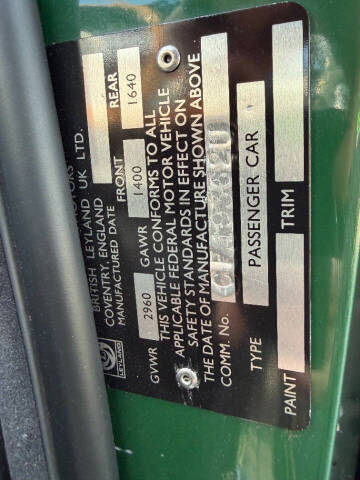 BRITISH LEYLAND UK LTD.
COVENTRY, ENGLAND
MANUFACTURED DATE
LEYLAND
FRONT REAR
GVWR 2960 GAWR 1400 1640
THIS VEHICLE CONFORMS TO ALL
APPLICABLE FEDERAL MOTOR VEHICLE
SAFETY STANDARDS IN EFFECT ON
THE DATE OF MANUFACTURE SHOWN ABOVE
COMM. No.
TYPE PASSENGER CAR
PAINT TRIM